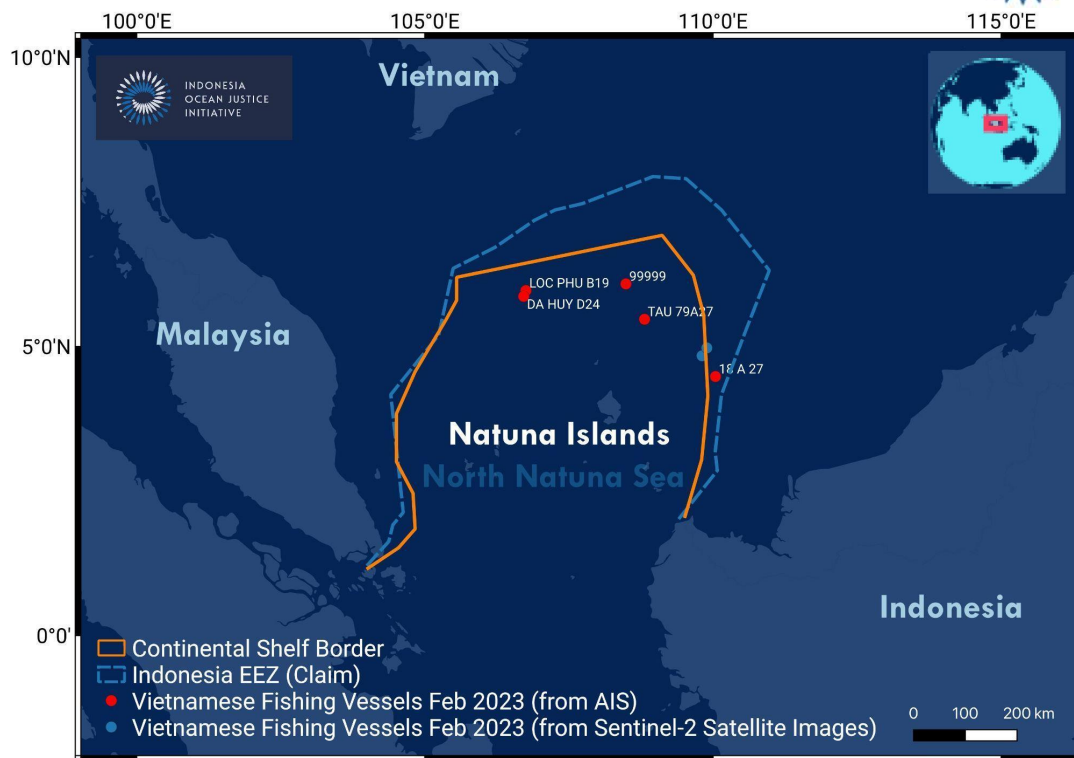 100°0'E 105°0'E 110°0'E 115°0'E
10°0'N
Vietnam
INDONESIA
OCEAN JUSTICE
INITIATIVE
LOC PHU B19
99999
DA HUY D24
TAU 79A27
5°0'N
Malaysia
18 A 27
Natuna Islands
North Natuna Sea
Indonesia
0°0'
Continental Shelf Border
Indonesia EEZ (Claim)
Vietnamese Fishing Vessels Feb 2023 (from AIS)
Vietnamese Fishing Vessels Feb 2023 (from Sentinel-2 Satellite Images)
0 100 200 km